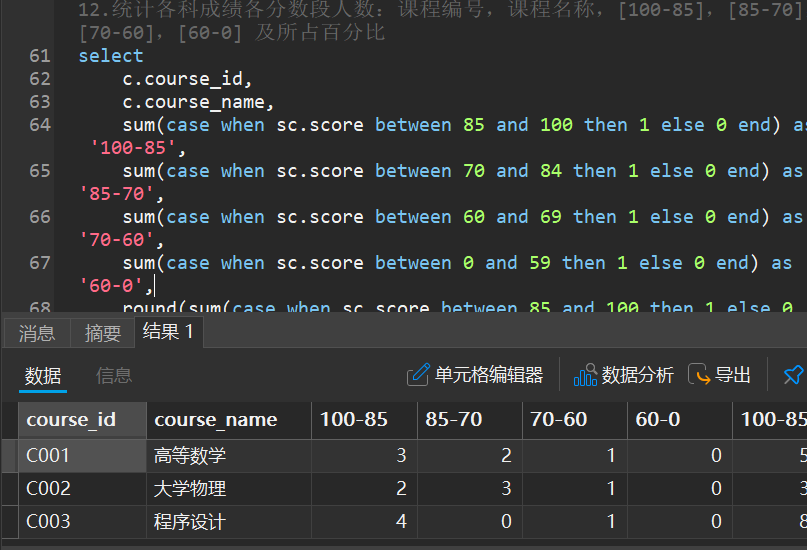 12.统计各科成绩各分数段人数：课程编号，课程名称，[100-85]，[85-70]
[70-60]，[60-0] 及所占百分比
61 select
62 c.course_id,
63 c.course_name,
64 sum(case when sc.score between 85 and 100 then 1 else 0 end) as
'100-85',
65 sum(case when sc.score between 70 and 84 then 1 else 0 end) as
'85-70',
66 sum(case when sc.score between 60 and 69 then 1 else 0 end) as
'70-60',
67 sum(case when sc.score between 0 and 59 then 1 else 0 end) as
'60-0',
68 round(sum(case when sc.score between 85 and 100 then 1 else 0
消息 摘要 结果 1
数据 信息 单元格编辑器 数据分析 导出
course_id course_name 100-85 85-70 70-60 60-0 100-85
C001 高等数学 3 2 1 0 5
C002 大学物理 2 3 1 0 3
C003 程序设计 4 0 1 0 8